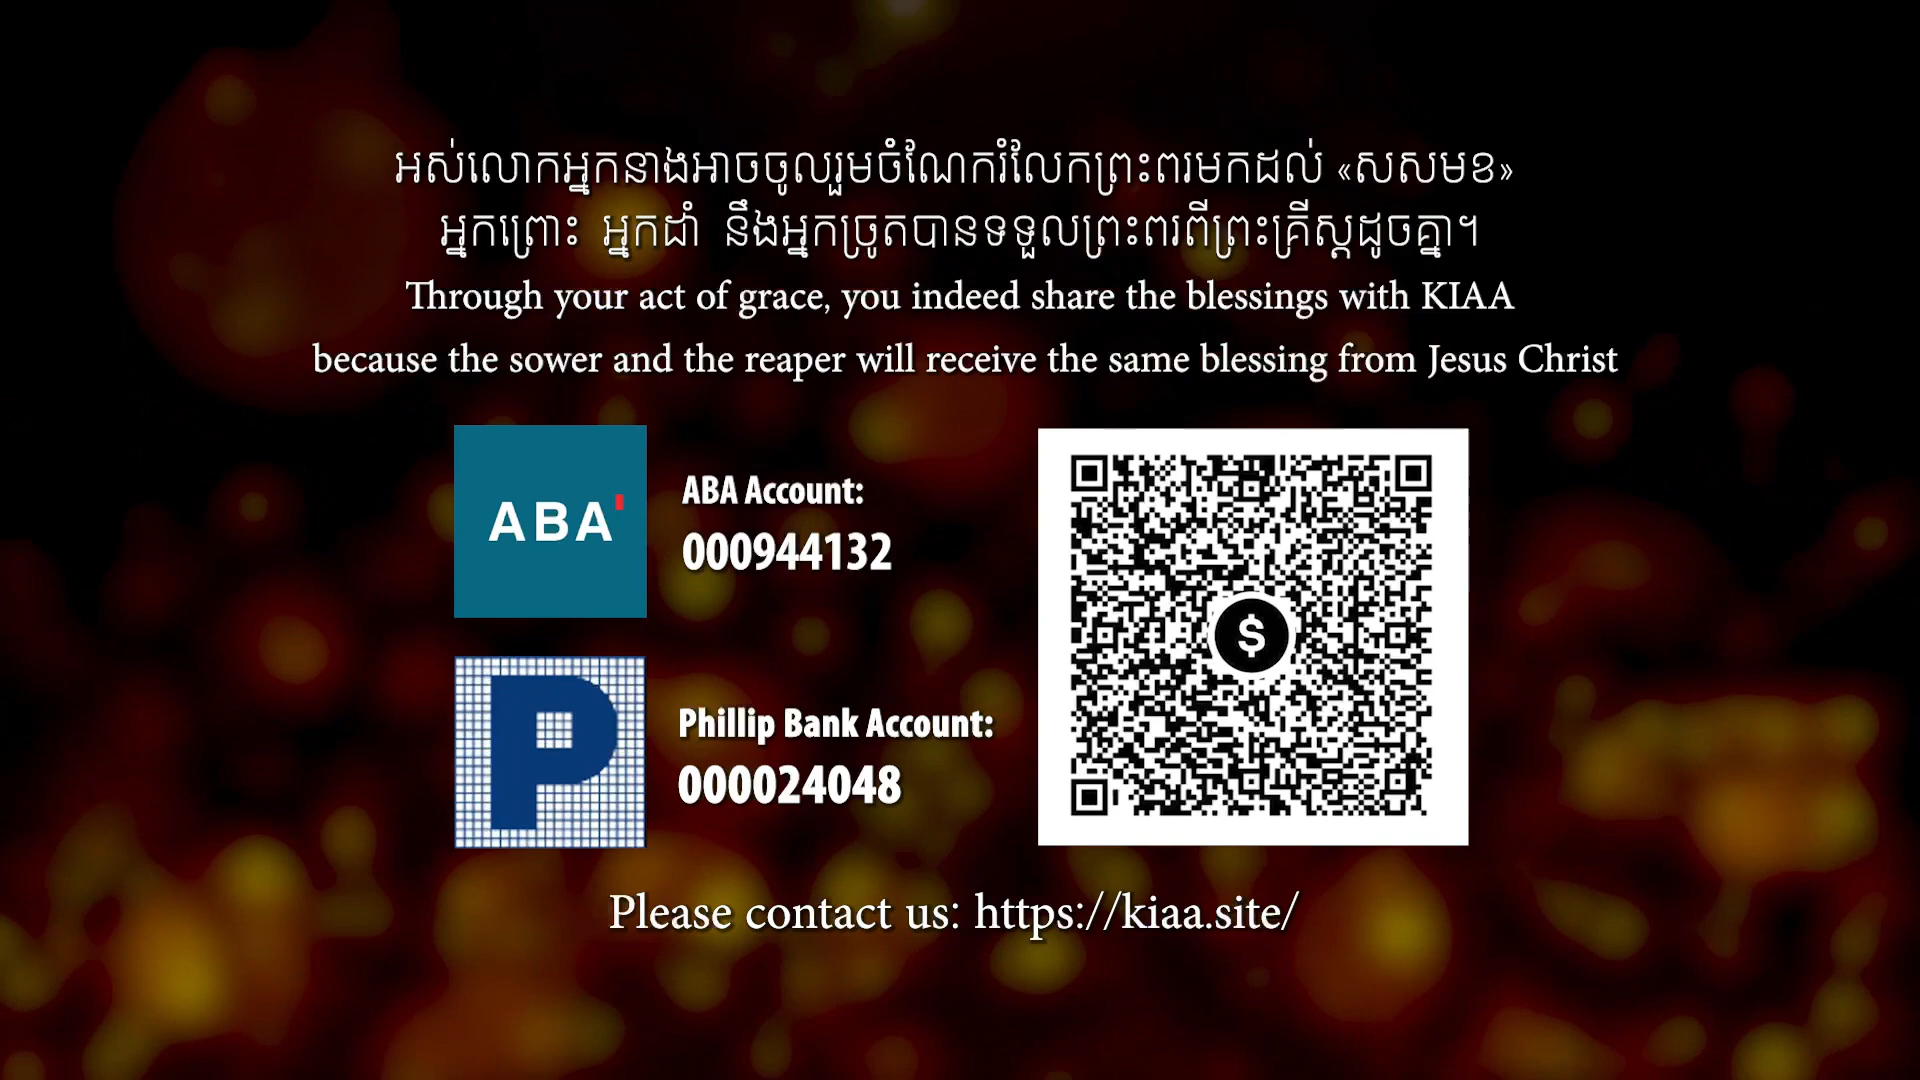 អស់លោកអ្នកនាងអាចចូលរួមចំណែករំលែកព្រះពរមកដល់ «សសមខ»
អ្នកព្រោះ អ្នកដាំ នឹងអ្នកច្រូតបានទទួលព្រះពរពីព្រះគ្រីស្តដូចគ្នា។
Through your act of grace, you indeed share the blessings with KIAA
because the sower and the reaper will receive the same blessing from Jesus Christ
ABA'
ABA Account:
000944132
P
Phillip Bank Account:
000024048
$
Please contact us: https://kiaa.site/